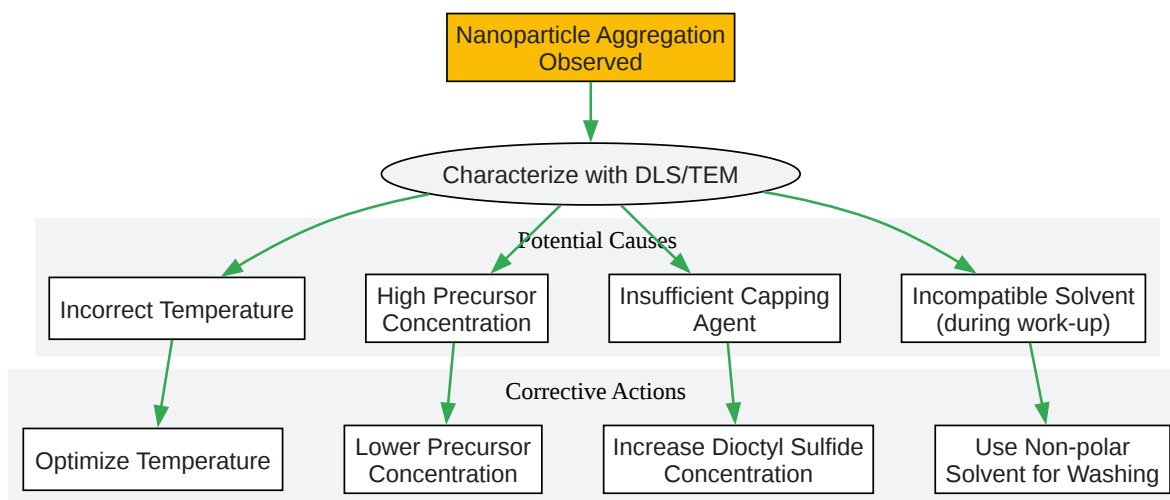 Nanoparticle Aggregation
Observed
Characterize with DLS/TEM
Potential Causes
Incorrect Temperature
High Precursor
Concentration
Insufficient Capping
Agent
Incompatible Solvent
(during work-up)
Corrective Actions
Optimize Temperature
Lower Precursor
Concentration
Increase Dioctyl Sulfide
Concentration
Use Non-polar
Solvent for Washing